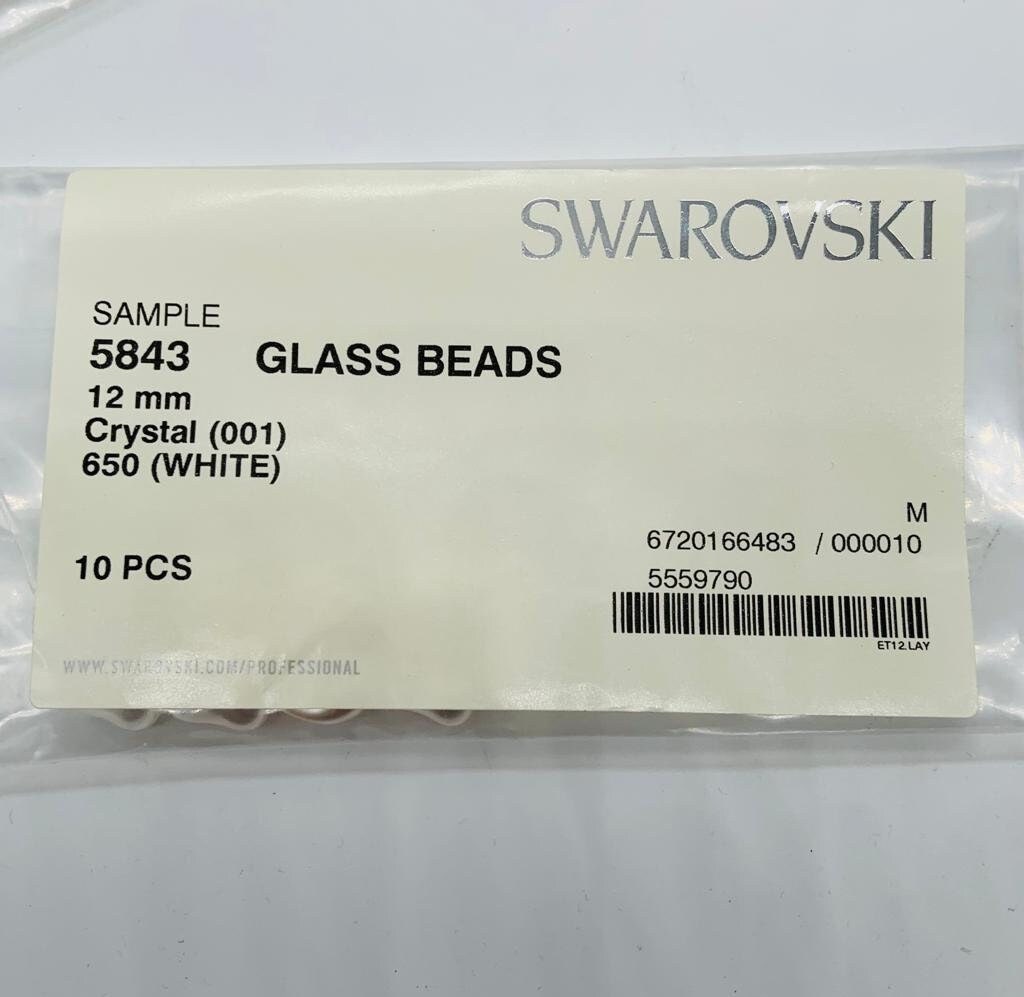 SWAROVSKI
SAMPLE
5843 GLASS BEADS
12 mm
Crystal (001)
650 (WHITE)
10 PCS
M
6720166483 / 000010
5559790
ET12.LAY
WWW.SWAROVSKI.COM/PROFESSIONAL